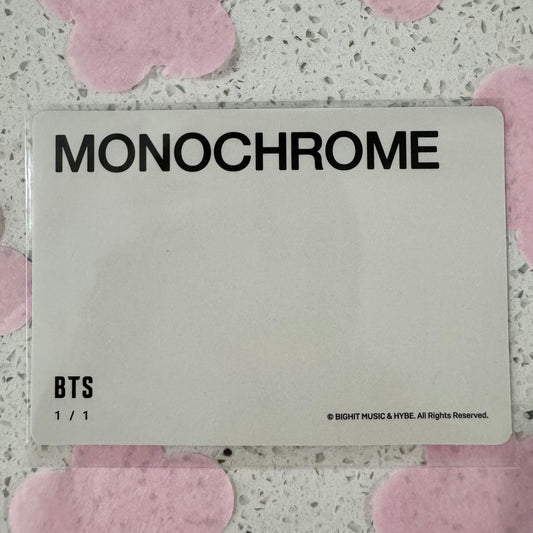 MONOCHROME
BTS
1 / 1
© BIGHIT MUSIC & HYBE. All Rights Reserved.